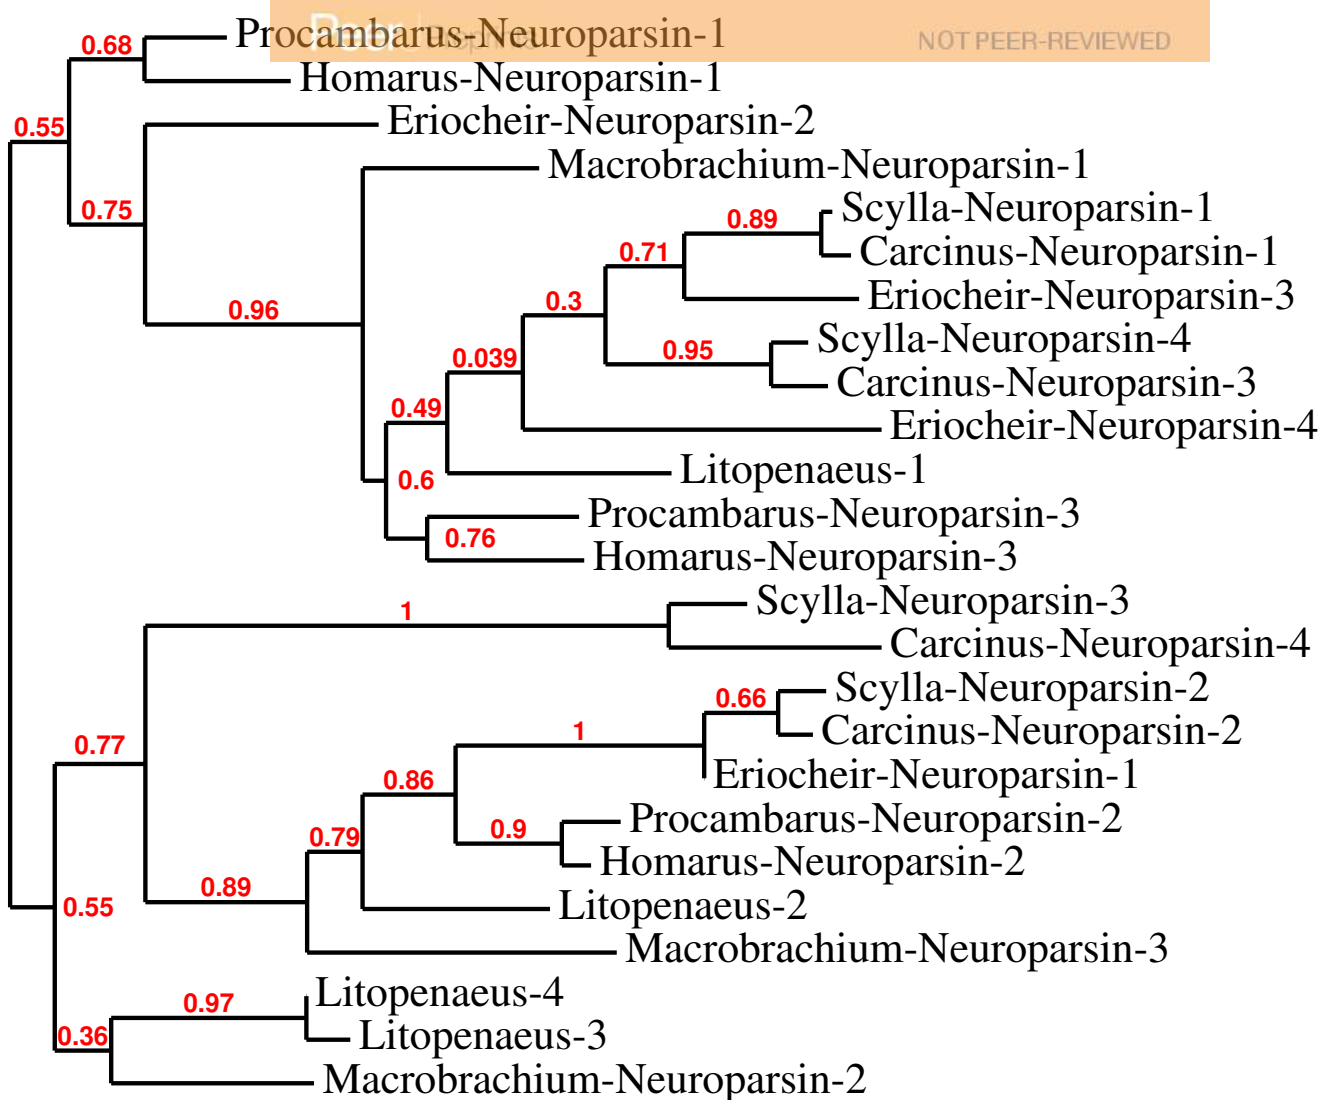 Peer Preprints NOT PEER-REVIEWED
Procambarus-Neuroparsin-1
0.68
Homarus-Neuroparsin-1
0.55
Eriocheir-Neuroparsin-2
Macrobrachium-Neuroparsin-1
0.75
Scylla-Neuroparsin-1
0.89
Carcinus-Neuroparsin-1
0.71
Eriocheir-Neuroparsin-3
0.96
0.3
Scylla-Neuroparsin-4
0.039
0.95
Carcinus-Neuroparsin-3
0.49
Eriocheir-Neuroparsin-4
Litopenaeus-1
0.6
Procambarus-Neuroparsin-3
0.76
Homarus-Neuroparsin-3
Scylla-Neuroparsin-3
1
Carcinus-Neuroparsin-4
Scylla-Neuroparsin-2
0.66
Carcinus-Neuroparsin-2
1
0.77
Eriocheir-Neuroparsin-1
0.86
Procambarus-Neuroparsin-2
0.9
0.79
Homarus-Neuroparsin-2
0.89
Litopenaeus-2
0.55
Macrobrachium-Neuroparsin-3
Litopenaeus-4
0.97
Litopenaeus-3
0.36
Macrobrachium-Neuroparsin-2